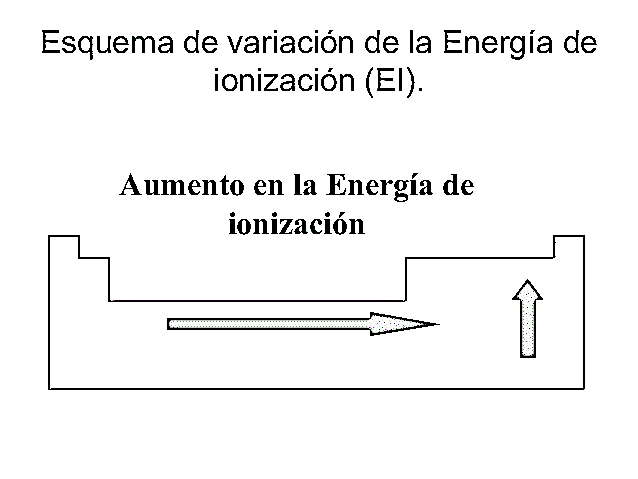 Esquema de variación de la Energía de
ionización (EI).
Aumento en la Energía de
ionización